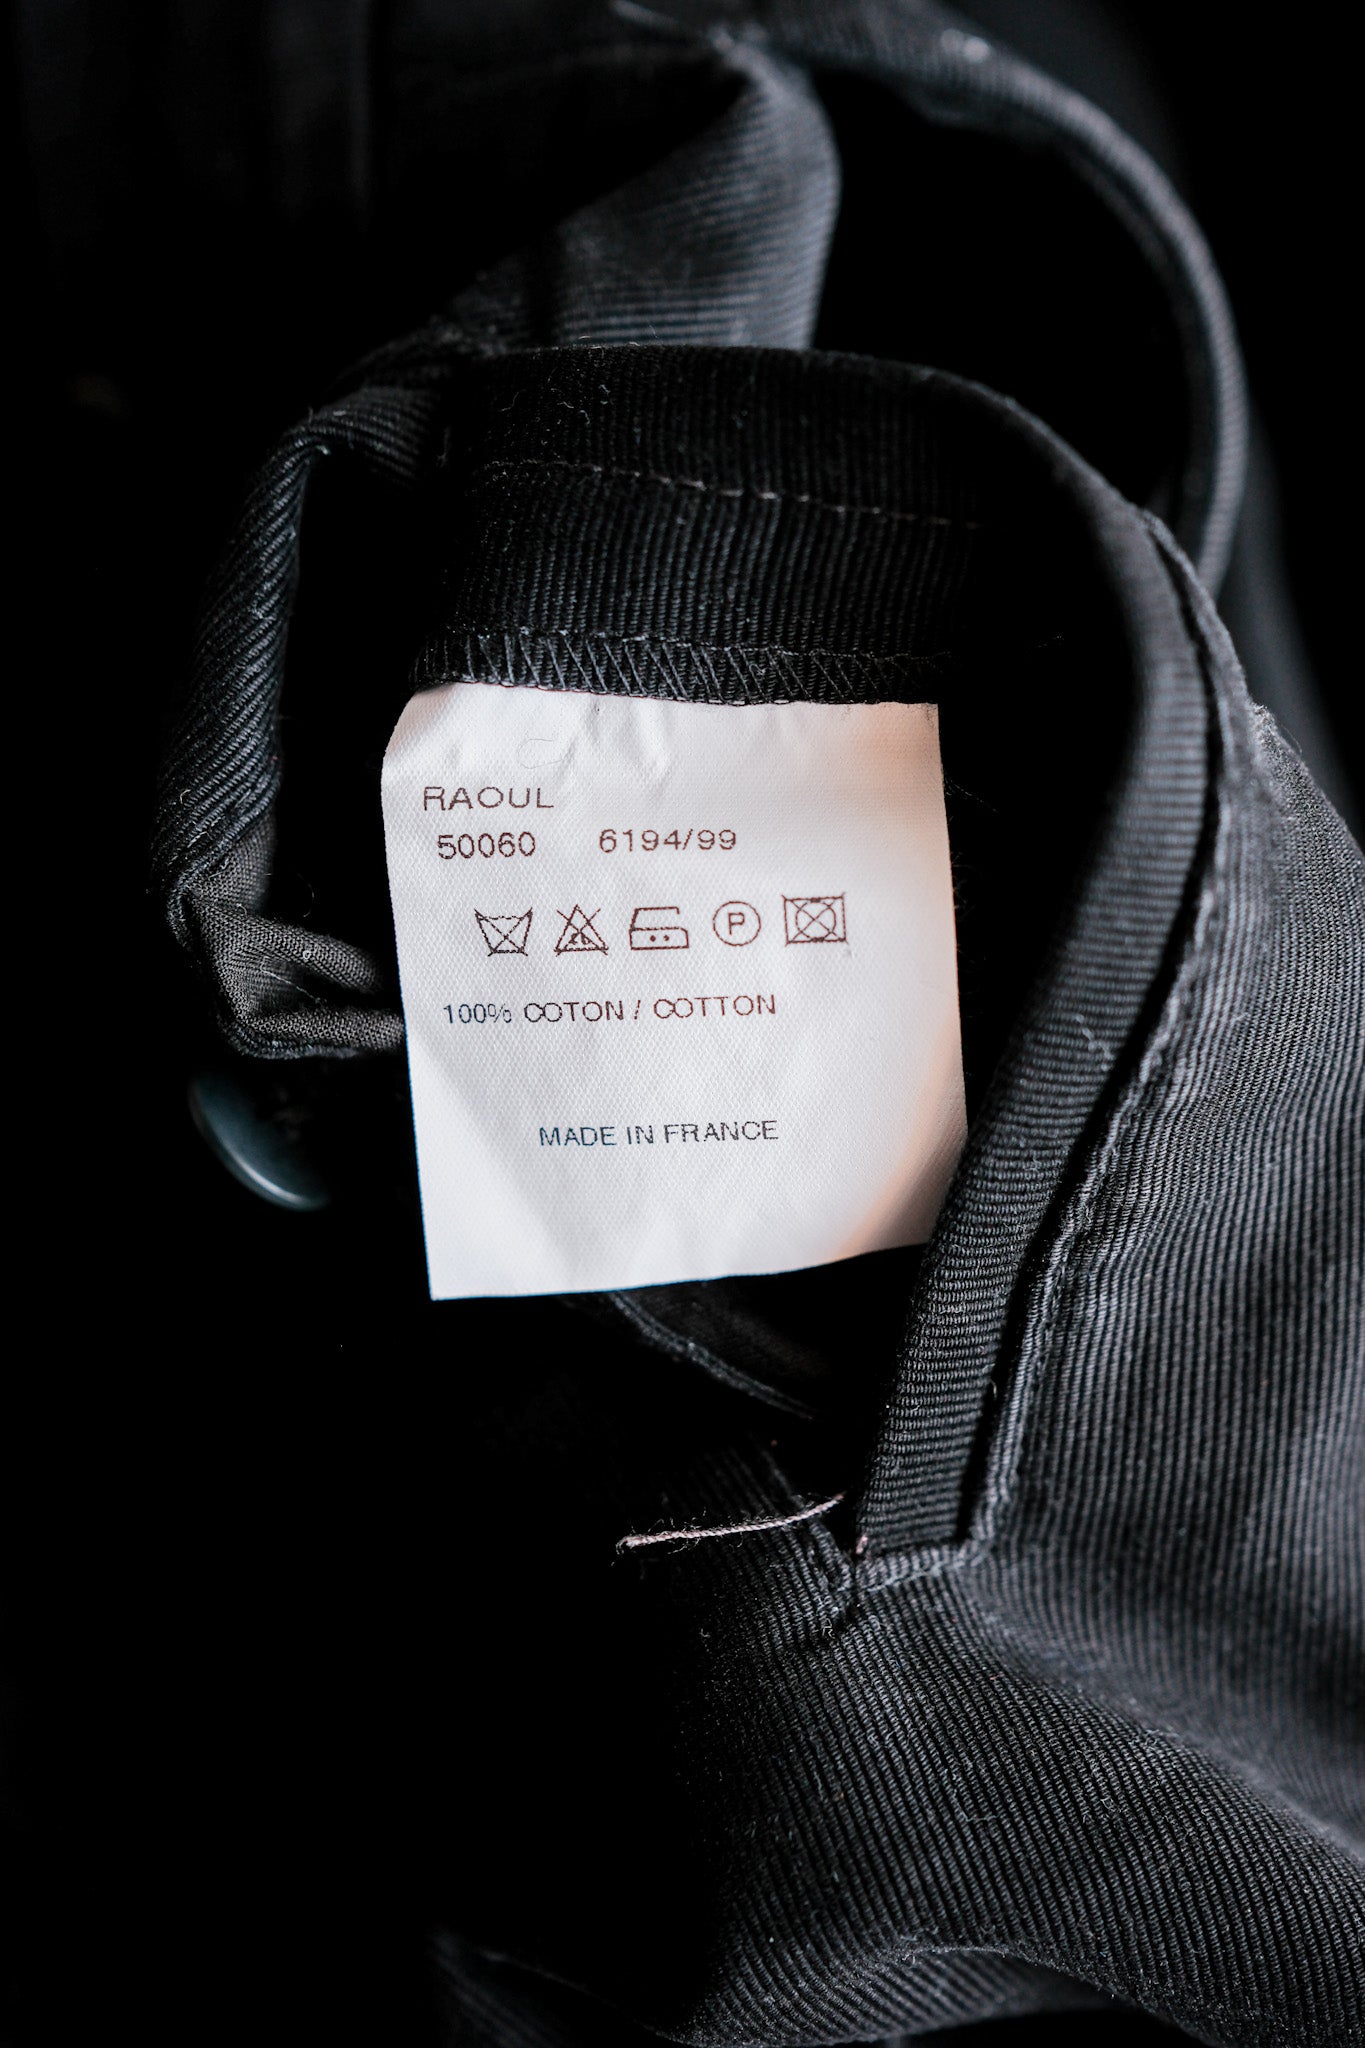 RAOUL
50060 6194/99
P
100% COTON / COTTON
MADE IN FRANCE